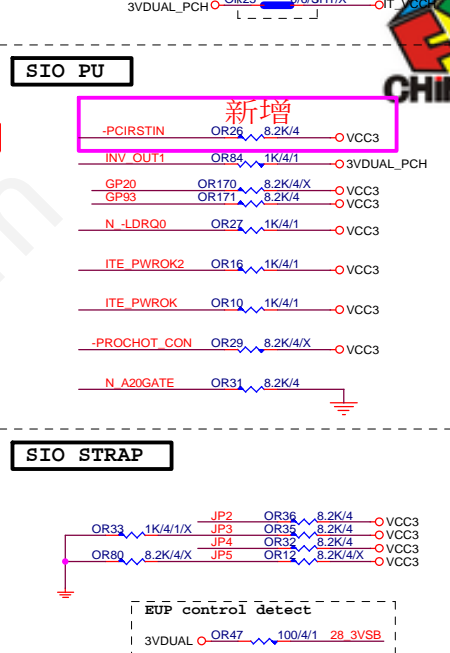 3VDUAL_PCH
SIO PU
新增
-PCIRSTIN OR26 8.2K/4 VCC3
INV_OUT1 OR84 1K/4/1 3VDUAL_PCH
GP20 OR170 8.2K/4/X VCC3
GP93 OR171 8.2K/4 VCC3
N_-LDRQ0 OR27 1K/4/1 VCC3
ITE_PWROK2 OR16 1K/4/1 VCC3
ITE_PWROK OR10 1K/4/1 VCC3
-PROCHOT_CON OR29 8.2K/4/X VCC3
N_A20GATE OR31 8.2K/4
SIO STRAP
JP2 OR36 8.2K/4 VCC3
OR33 1K/4/1/X JP3 OR35 8.2K/4 VCC3
JP4 OR32 8.2K/4 VCC3
OR80 8.2K/4/X JP5 OR12 8.2K/4/X VCC3
EUP control detect
3VDUAL OR47 100/4/1 28_3VSB